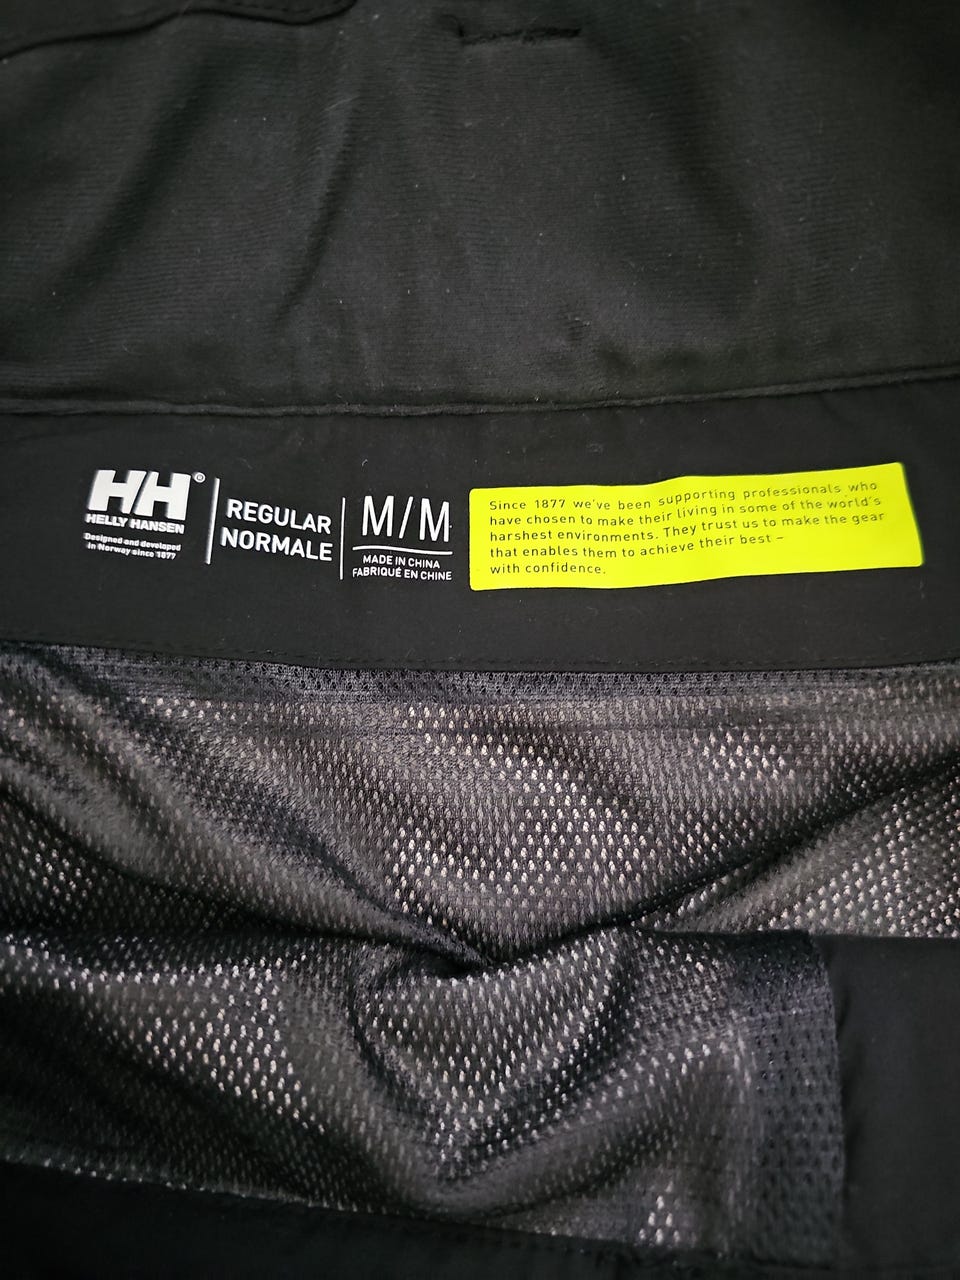 HH®
HELLY HANSEN
Designed and developed
in Norway since 1877
REGULAR
NORMALE
M/M
MADE IN CHINA
FABRIQUÉ EN CHINE
Since 1877 we've been supporting professionals who
have chosen to make their living in some of the world's
harshest environments. They trust us to make the gear
that enables them to achieve their best –
with confidence.